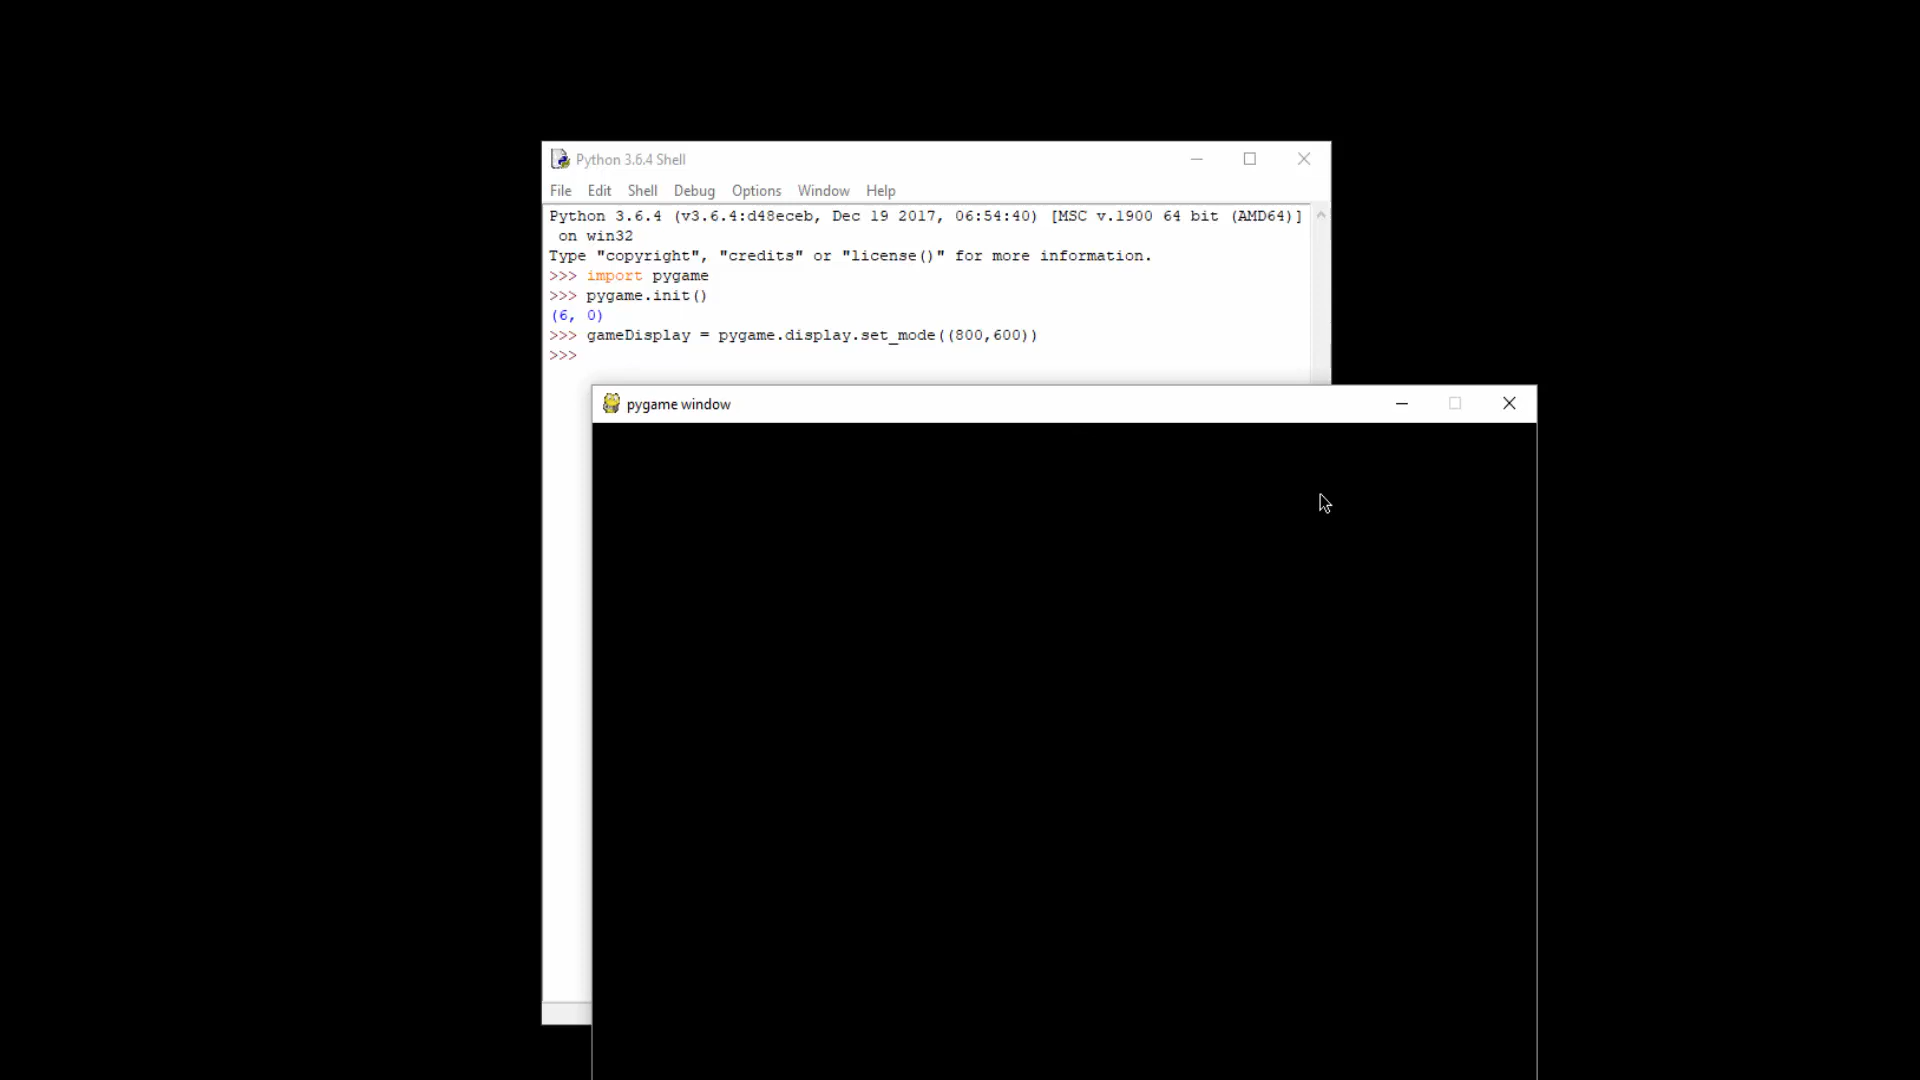 Python 3.6.4 Shell
File Edit Shell Debug Options Window Help
Python 3.6.4 (v3.6.4:d48eceb, Dec 19 2017, 06:54:40) [MSC v.1900 64 bit (AMD64)]
on win32
Type "copyright", "credits" or "license()" for more information.
>>> import pygame
>>> pygame.init()
(6, 0)
>>> gameDisplay = pygame.display.set_mode((800,600))
>>>
pygame window